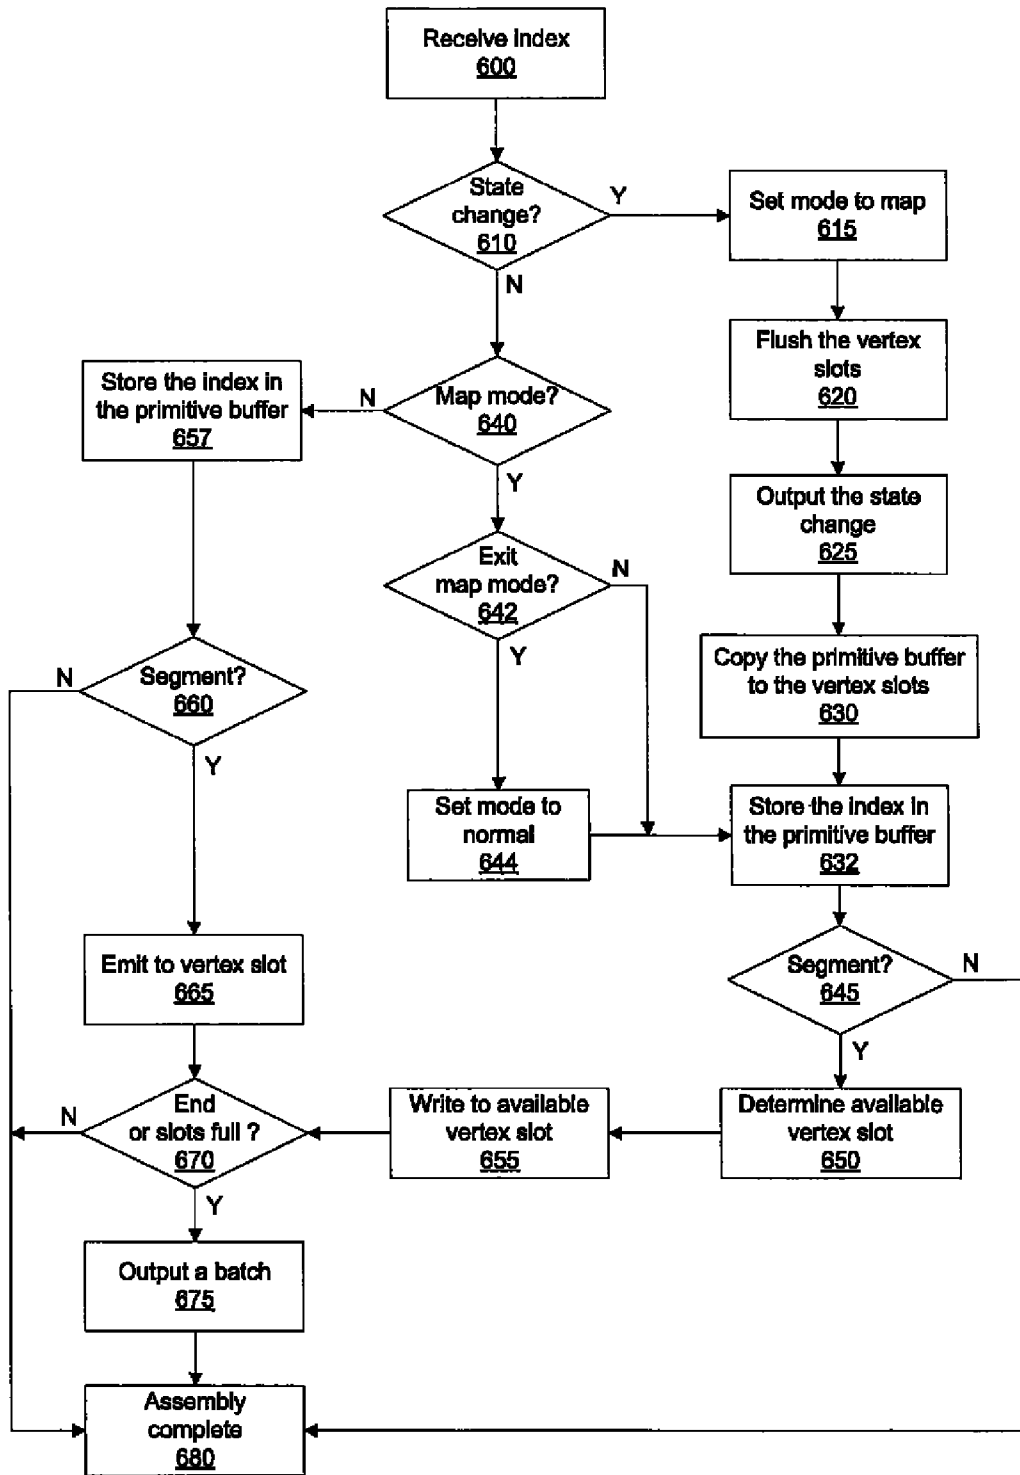 Receive index
600
State
change?
610
Y
N
Set mode to map
615
Flush the vertex
slots
620
Store the index in
the primitive buffer
657
N
Map mode?
640
Y
Output the state
change
625
Exit
map mode?
642
N
Y
Copy the primitive buffer
to the vertex slots
630
N
Segment?
660
Y
Set mode to
normal
644
Store the index in
the primitive buffer
632
Emit to vertex slot
665
Segment?
645
N
Y
N
End
or slots full ?
670
Y
Write to available
vertex slot
655
Determine available
vertex slot
650
Output a batch
675
Assembly
complete
680